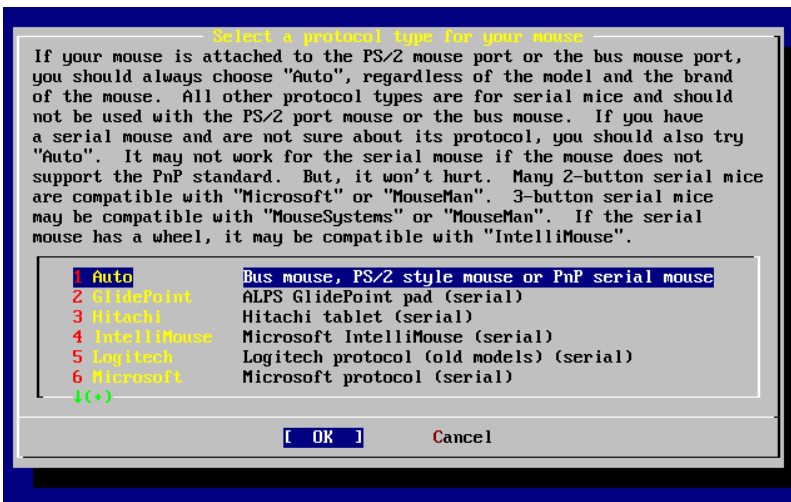 Select a protocol type for your mouse
If your mouse is attached to the PS/2 mouse port or the bus mouse port,
you should always choose "Auto", regardless of the model and the brand
of the mouse.  All other protocol types are for serial mice and should
not be used with the PS/2 port mouse or the bus mouse.  If you have
a serial mouse and are not sure about its protocol, you should also try
"Auto".  It may not work for the serial mouse if the mouse does not
support the PnP standard.  But, it won't hurt.  Many 2-button serial mice
are compatible with "Microsoft" or "MouseMan".  3-button serial mice
may be compatible with "MouseSystems" or "MouseMan".  If the serial
mouse has a wheel, it may be compatible with "IntelliMouse".
1 Auto Bus mouse, PS/2 style mouse or PnP serial mouse
2 GlidePoint ALPS GlidePoint pad (serial)
3 Hitachi Hitachi tablet (serial)
4 IntelliMouse Microsoft IntelliMouse (serial)
5 Logitech Logitech protocol (old models) (serial)
6 Microsoft Microsoft protocol (serial)
↓(+)
[ OK ] Cancel